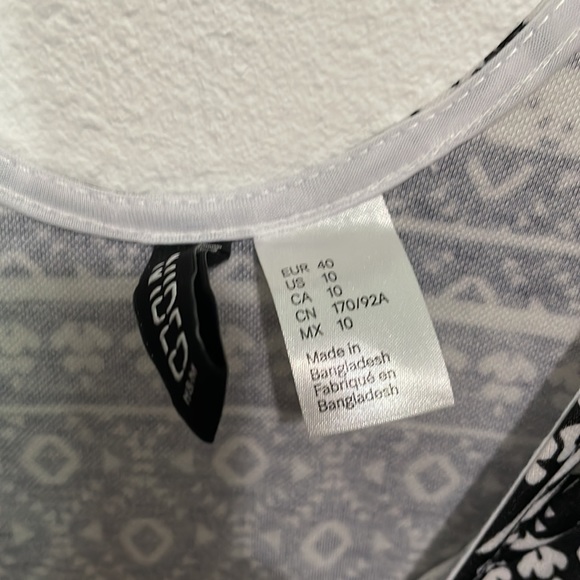 EUR 40
US 10
CA 10
CN 170/92A
MX 10
Made in
Bangladesh
Fabriqué en
Bangladesh